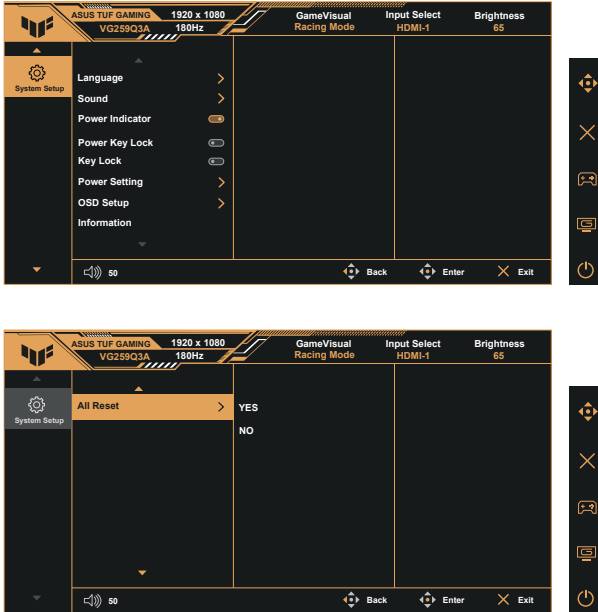 ASUS TUF GAMING 1920 x 1080 GameVisual Input Select Brightness
VG259Q3A 180Hz Racing Mode HDMI-1 65
System Setup
Language
Sound
Power Indicator
Power Key Lock
Key Lock
Power Setting
OSD Setup
Information
50 Back Enter Exit
ASUS TUF GAMING 1920 x 1080 GameVisual Input Select Brightness
VG259Q3A 180Hz Racing Mode HDMI-1 65
System Setup
All Reset YES
NO
50 Back Enter Exit